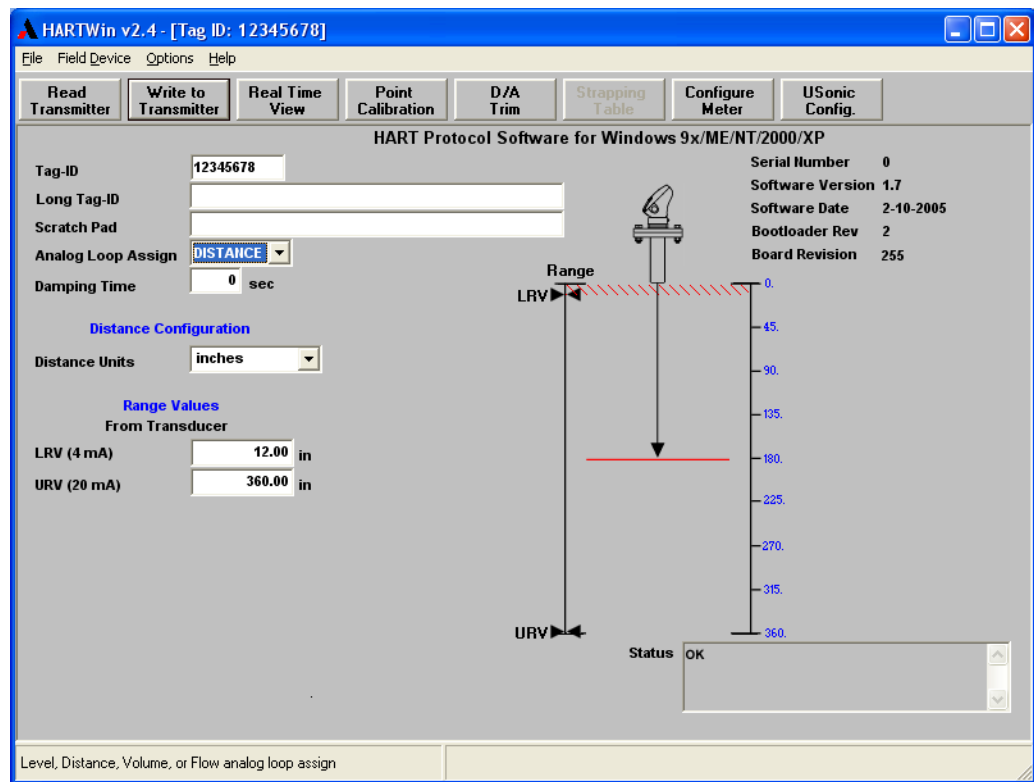 HARTWin v2.4 - [Tag ID: 12345678]
File Field Device Options Help
Read Transmitter
Write to Transmitter
Real Time View
Point Calibration
D/A Trim
Strapping Table
Configure Meter
USonic Config.
HART Protocol Software for Windows 9x/ME/NT/2000/XP
Tag-ID 12345678
Long Tag-ID
Scratch Pad
Analog Loop Assign DISTANCE
Damping Time 0 sec
Distance Configuration
Distance Units inches
Range Values
From Transducer
LRV (4 mA) 12.00 in
URV (20 mA) 360.00 in
Serial Number 0
Software Version 1.7
Software Date 2-10-2005
Bootloader Rev 2
Board Revision 255
Range
LRV
0.
45.
90.
135.
180.
225.
270.
315.
URV
360.
Status OK
Level, Distance, Volume, or Flow analog loop assign